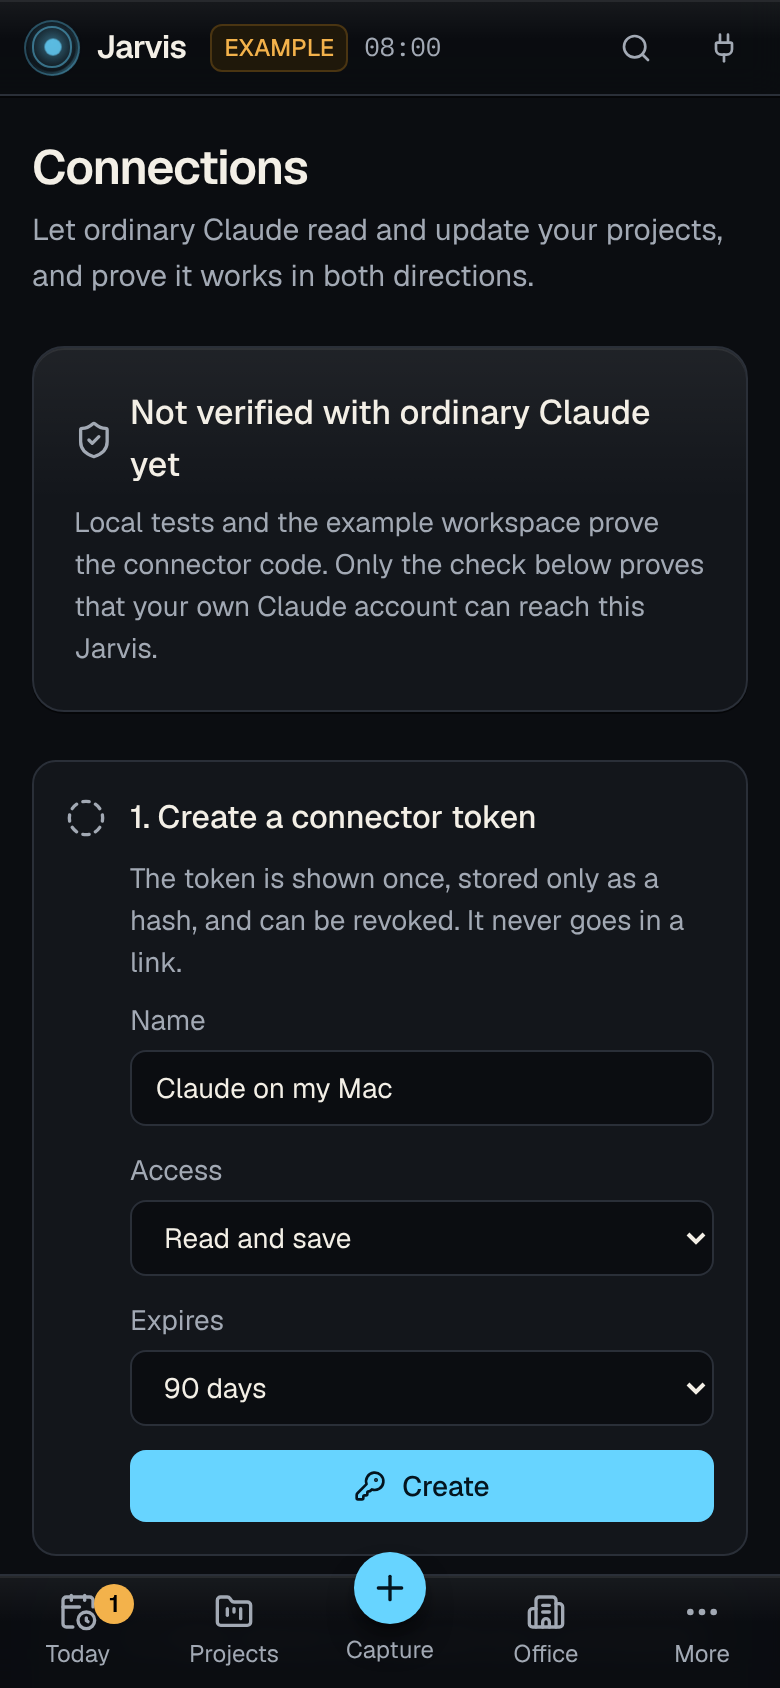 Jarvis EXAMPLE 08:00
Connections
Let ordinary Claude read and update your projects,
and prove it works in both directions.
Not verified with ordinary Claude
yet
Local tests and the example workspace prove
the connector code. Only the check below proves
that your own Claude account can reach this
Jarvis.
1. Create a connector token
The token is shown once, stored only as a
hash, and can be revoked. It never goes in a
link.
Name
Claude on my Mac
Access
Read and save
Expires
90 days
Create
1
Today Projects Capture Office More